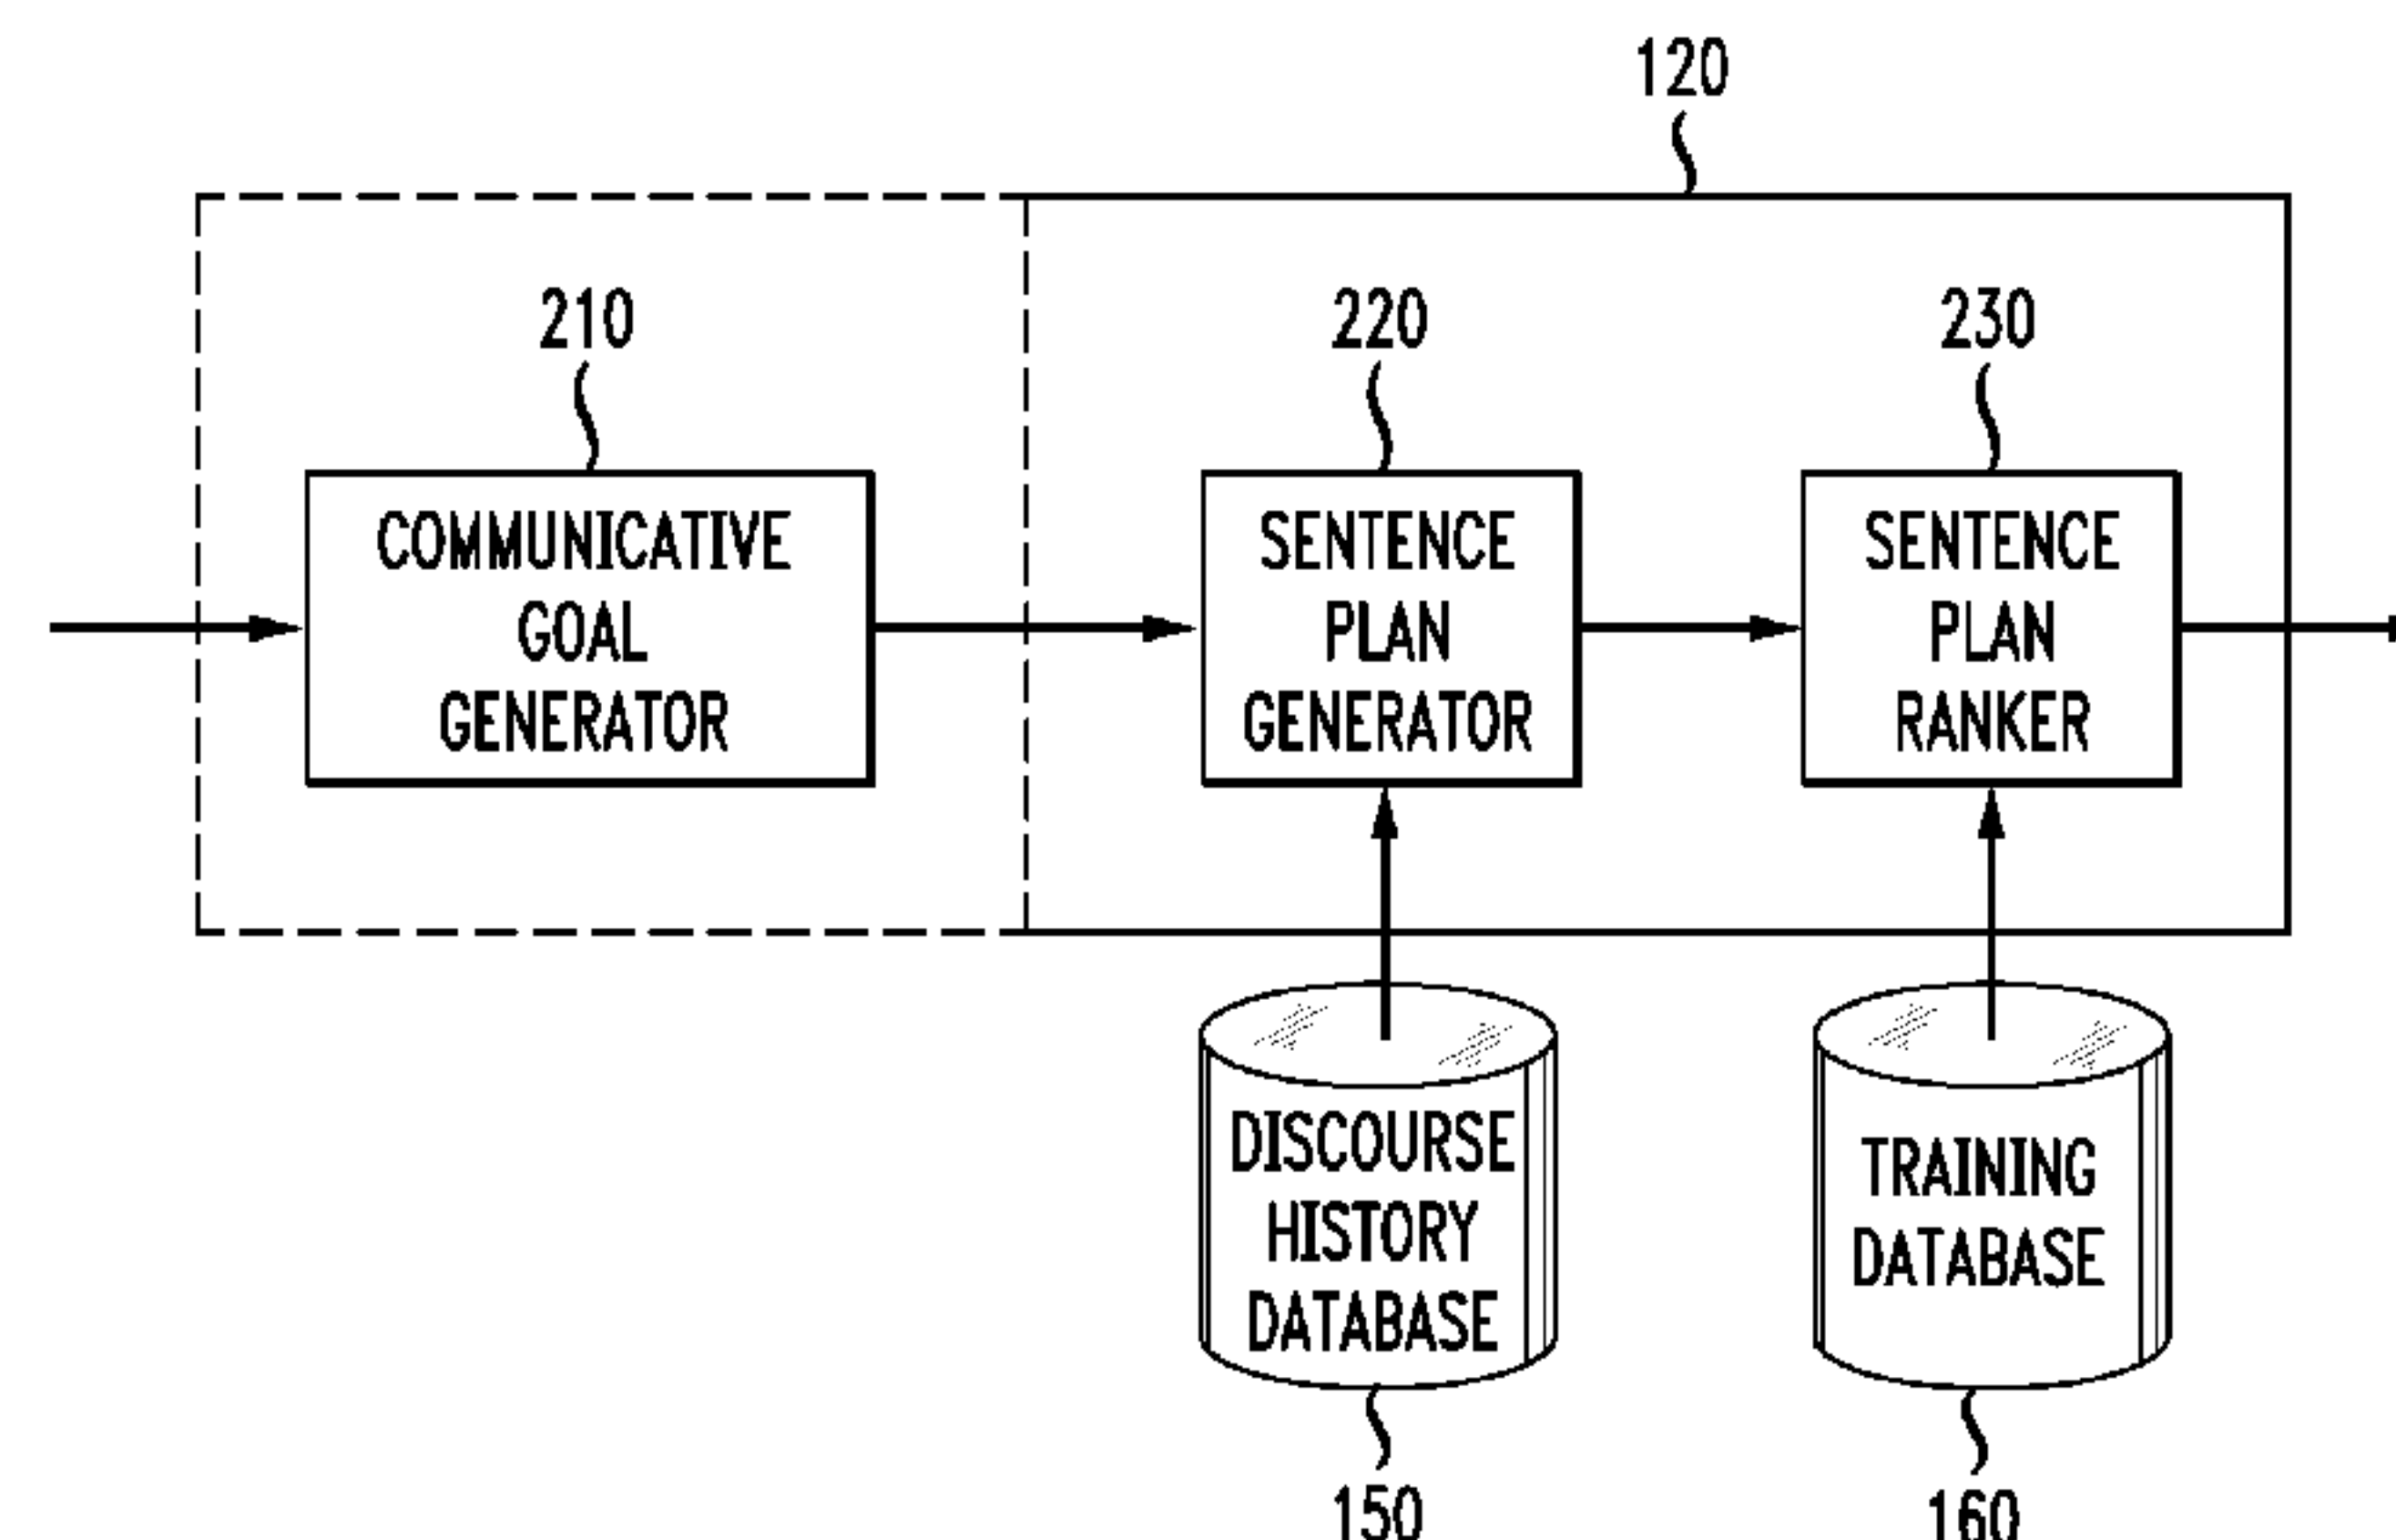 120
210
220
230
COMMUNICATIVE
GOAL
GENERATOR
SENTENCE
PLAN
GENERATOR
SENTENCE
PLAN
RANKER
DISCOURSE
HISTORY
DATABASE
TRAINING
DATABASE
150
160